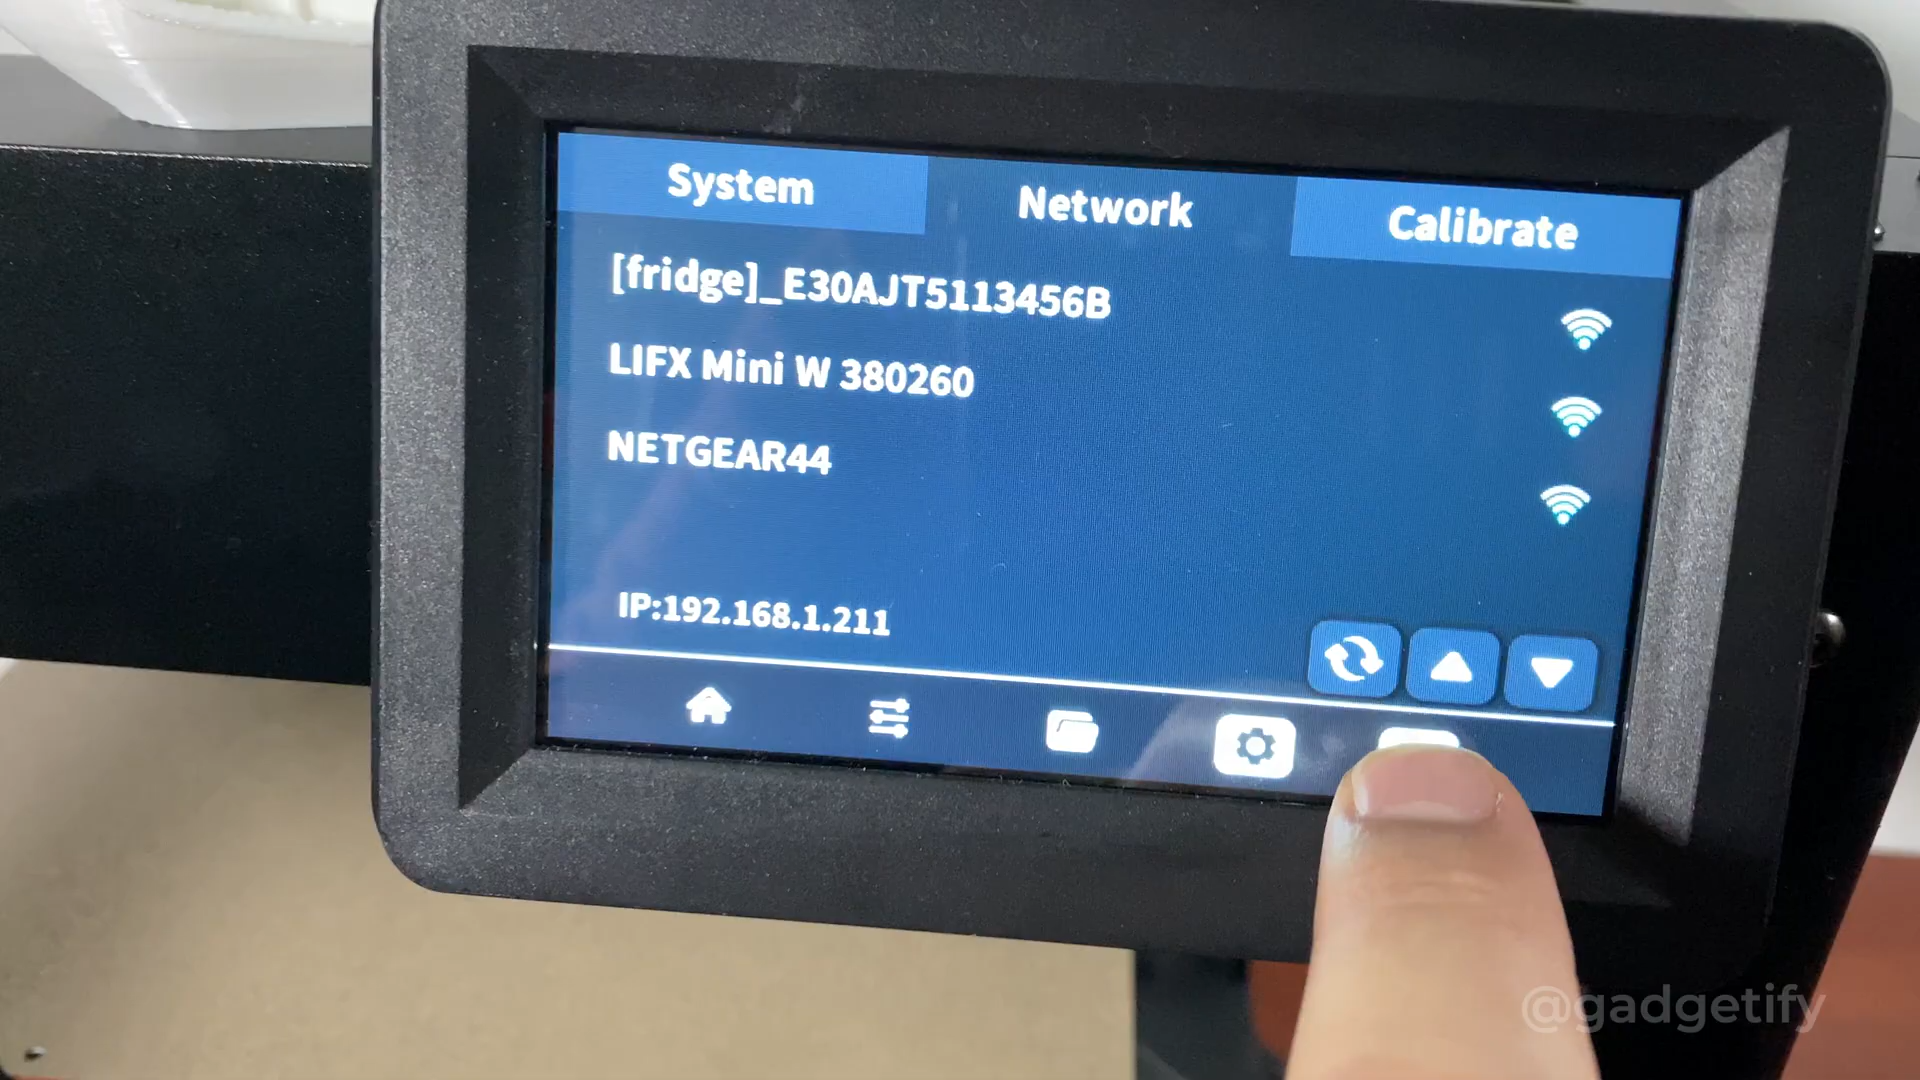 System
Network
Calibrate
[fridge]_E30AJT5113456B
LIFX Mini W 380260
NETGEAR44
IP:192.168.1.211
@gadgetify